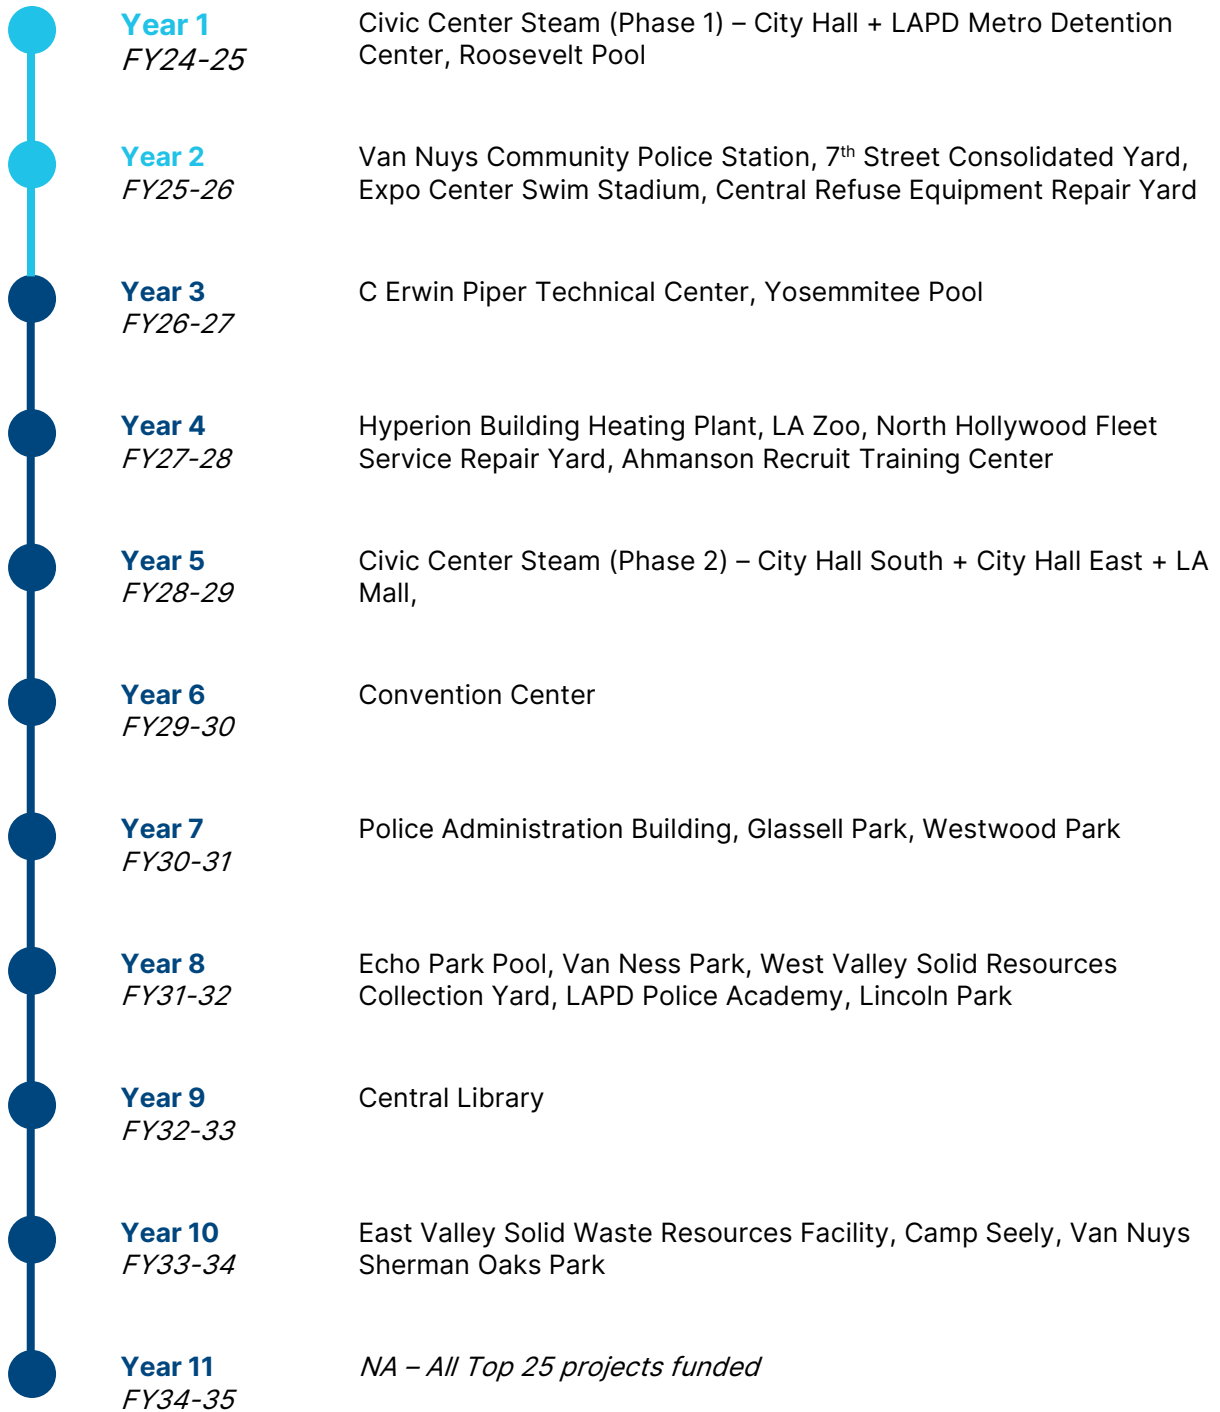 Year 1
FY24-25
Civic Center Steam (Phase 1) – City Hall + LAPD Metro Detention
Center, Roosevelt Pool
Year 2
FY25-26
Van Nuys Community Police Station, 7th Street Consolidated Yard,
Expo Center Swim Stadium, Central Refuse Equipment Repair Yard
Year 3
FY26-27
C Erwin Piper Technical Center, Yosemmitee Pool
Year 4
FY27-28
Hyperion Building Heating Plant, LA Zoo, North Hollywood Fleet
Service Repair Yard, Ahmanson Recruit Training Center
Year 5
FY28-29
Civic Center Steam (Phase 2) – City Hall South + City Hall East + LA
Mall,
Year 6
FY29-30
Convention Center
Year 7
FY30-31
Police Administration Building, Glassell Park, Westwood Park
Year 8
FY31-32
Echo Park Pool, Van Ness Park, West Valley Solid Resources
Collection Yard, LAPD Police Academy, Lincoln Park
Year 9
FY32-33
Central Library
Year 10
FY33-34
East Valley Solid Waste Resources Facility, Camp Seely, Van Nuys
Sherman Oaks Park
Year 11
FY34-35
NA – All Top 25 projects funded